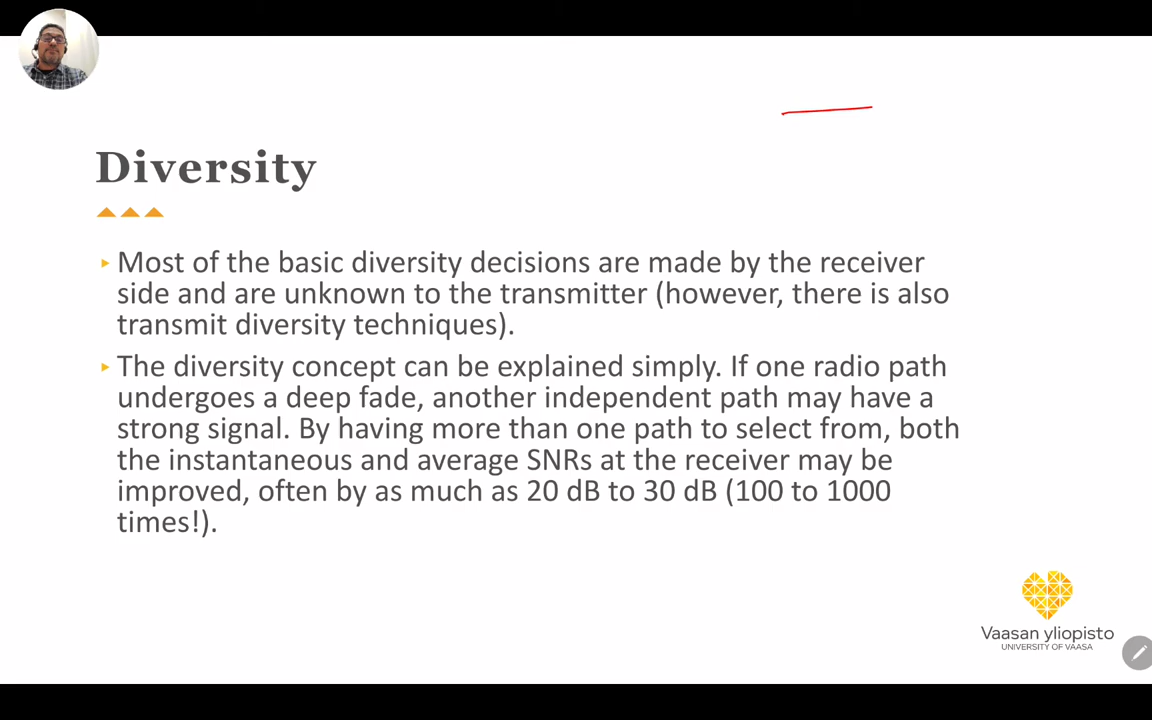 Diversity
Most of the basic diversity decisions are made by the receiver
side and are unknown to the transmitter (however, there is also
transmit diversity techniques).
The diversity concept can be explained simply. If one radio path
undergoes a deep fade, another independent path may have a
strong signal. By having more than one path to select from, both
the instantaneous and average SNRs at the receiver may be
improved, often by as much as 20 dB to 30 dB (100 to 1000
times!).
Vaasan yliopisto
UNIVERSITY OF VAASA